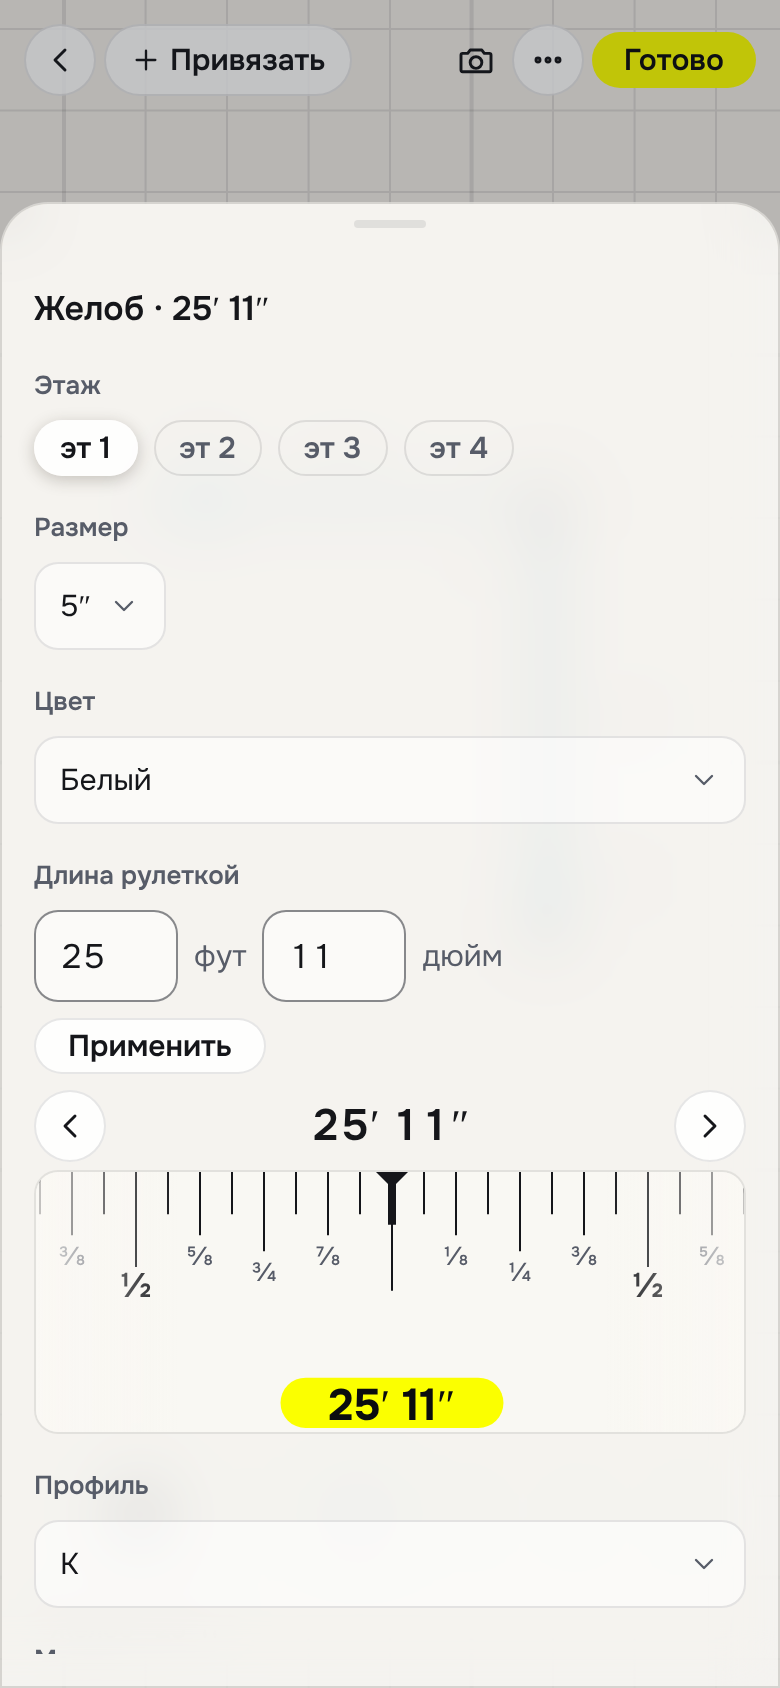 Привязать
Готово
Желоб · 25′ 11″
Этаж
эт 1 эт 2 эт 3 эт 4
Размер
5″
Цвет
Белый
Длина рулеткой
25 фут 11 дюйм
Применить
25′ 11″
⅜ ½ ⅝ ¾ ⅞ ⅛ ¼ ⅜ ½ ⅝
25′ 11″
Профиль
K